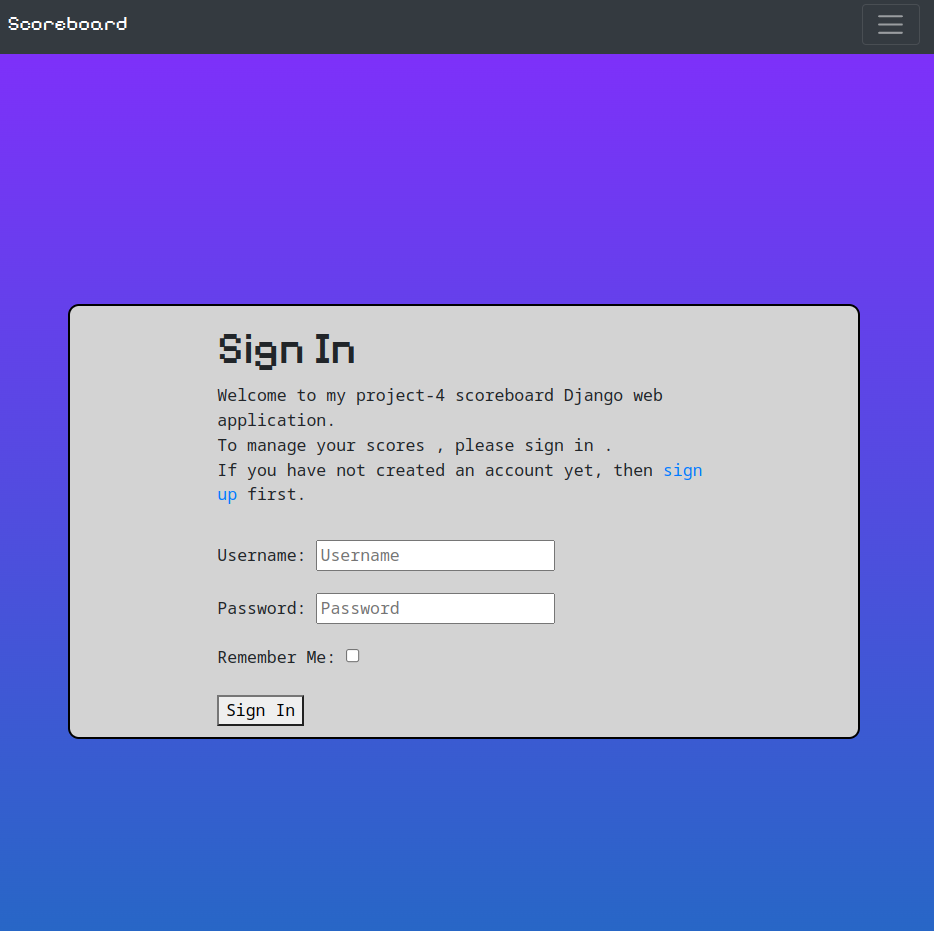 Scoreboard
Sign In
Welcome to my project-4 scoreboard Django web
application.
To manage your scores , please sign in .
If you have not created an account yet, then sign
up first.
Username: Username
Password: Password
Remember Me:
Sign In